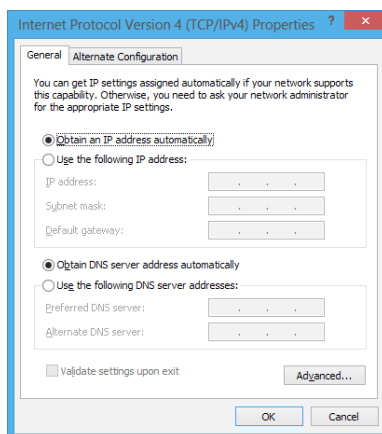 Internet Protocol Version 4 (TCP/IPv4) Properties ? ×
General Alternate Configuration
You can get IP settings assigned automatically if your network supports
this capability. Otherwise, you need to ask your network administrator
for the appropriate IP settings.
Obtain an IP address automatically
Use the following IP address:
IP address:
Subnet mask:
Default gateway:
Obtain DNS server address automatically
Use the following DNS server addresses:
Preferred DNS server:
Alternate DNS server:
Validate settings upon exit
Advanced...
OK Cancel